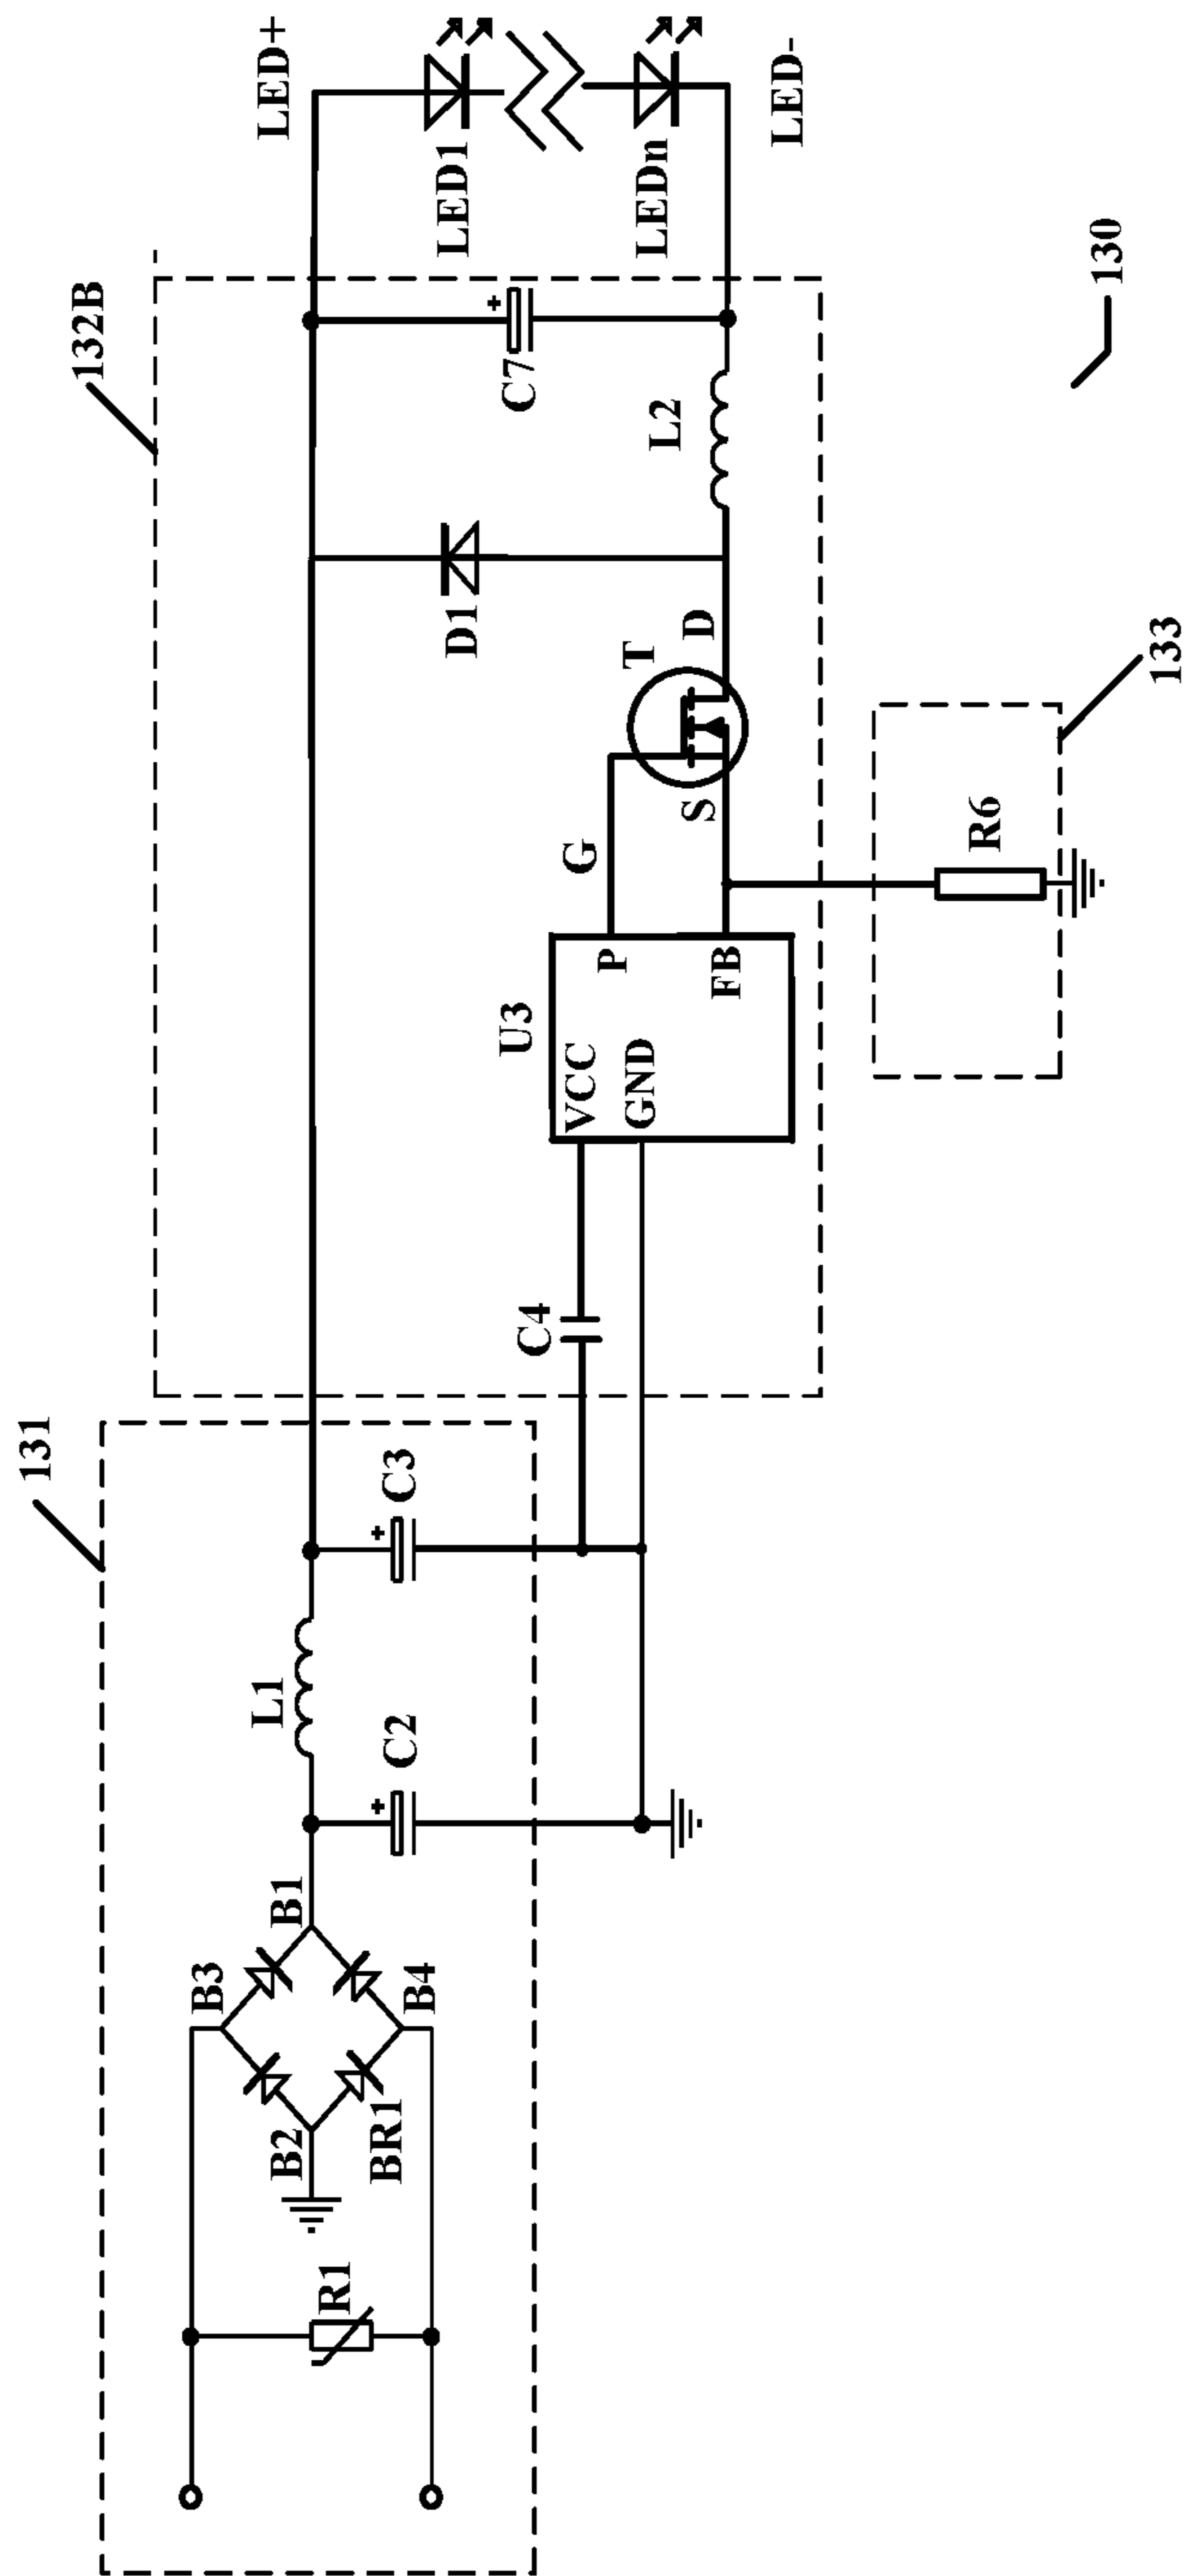 131
132B
LED+
B3
B1
L1
R1
B2
BR1
B4
C2
+
C3
+
C4
U3
VCC
GND
P
FB
G
S
T
D
D1
L2
C7
+
LED1
LEDn
LED-
R6
133
130